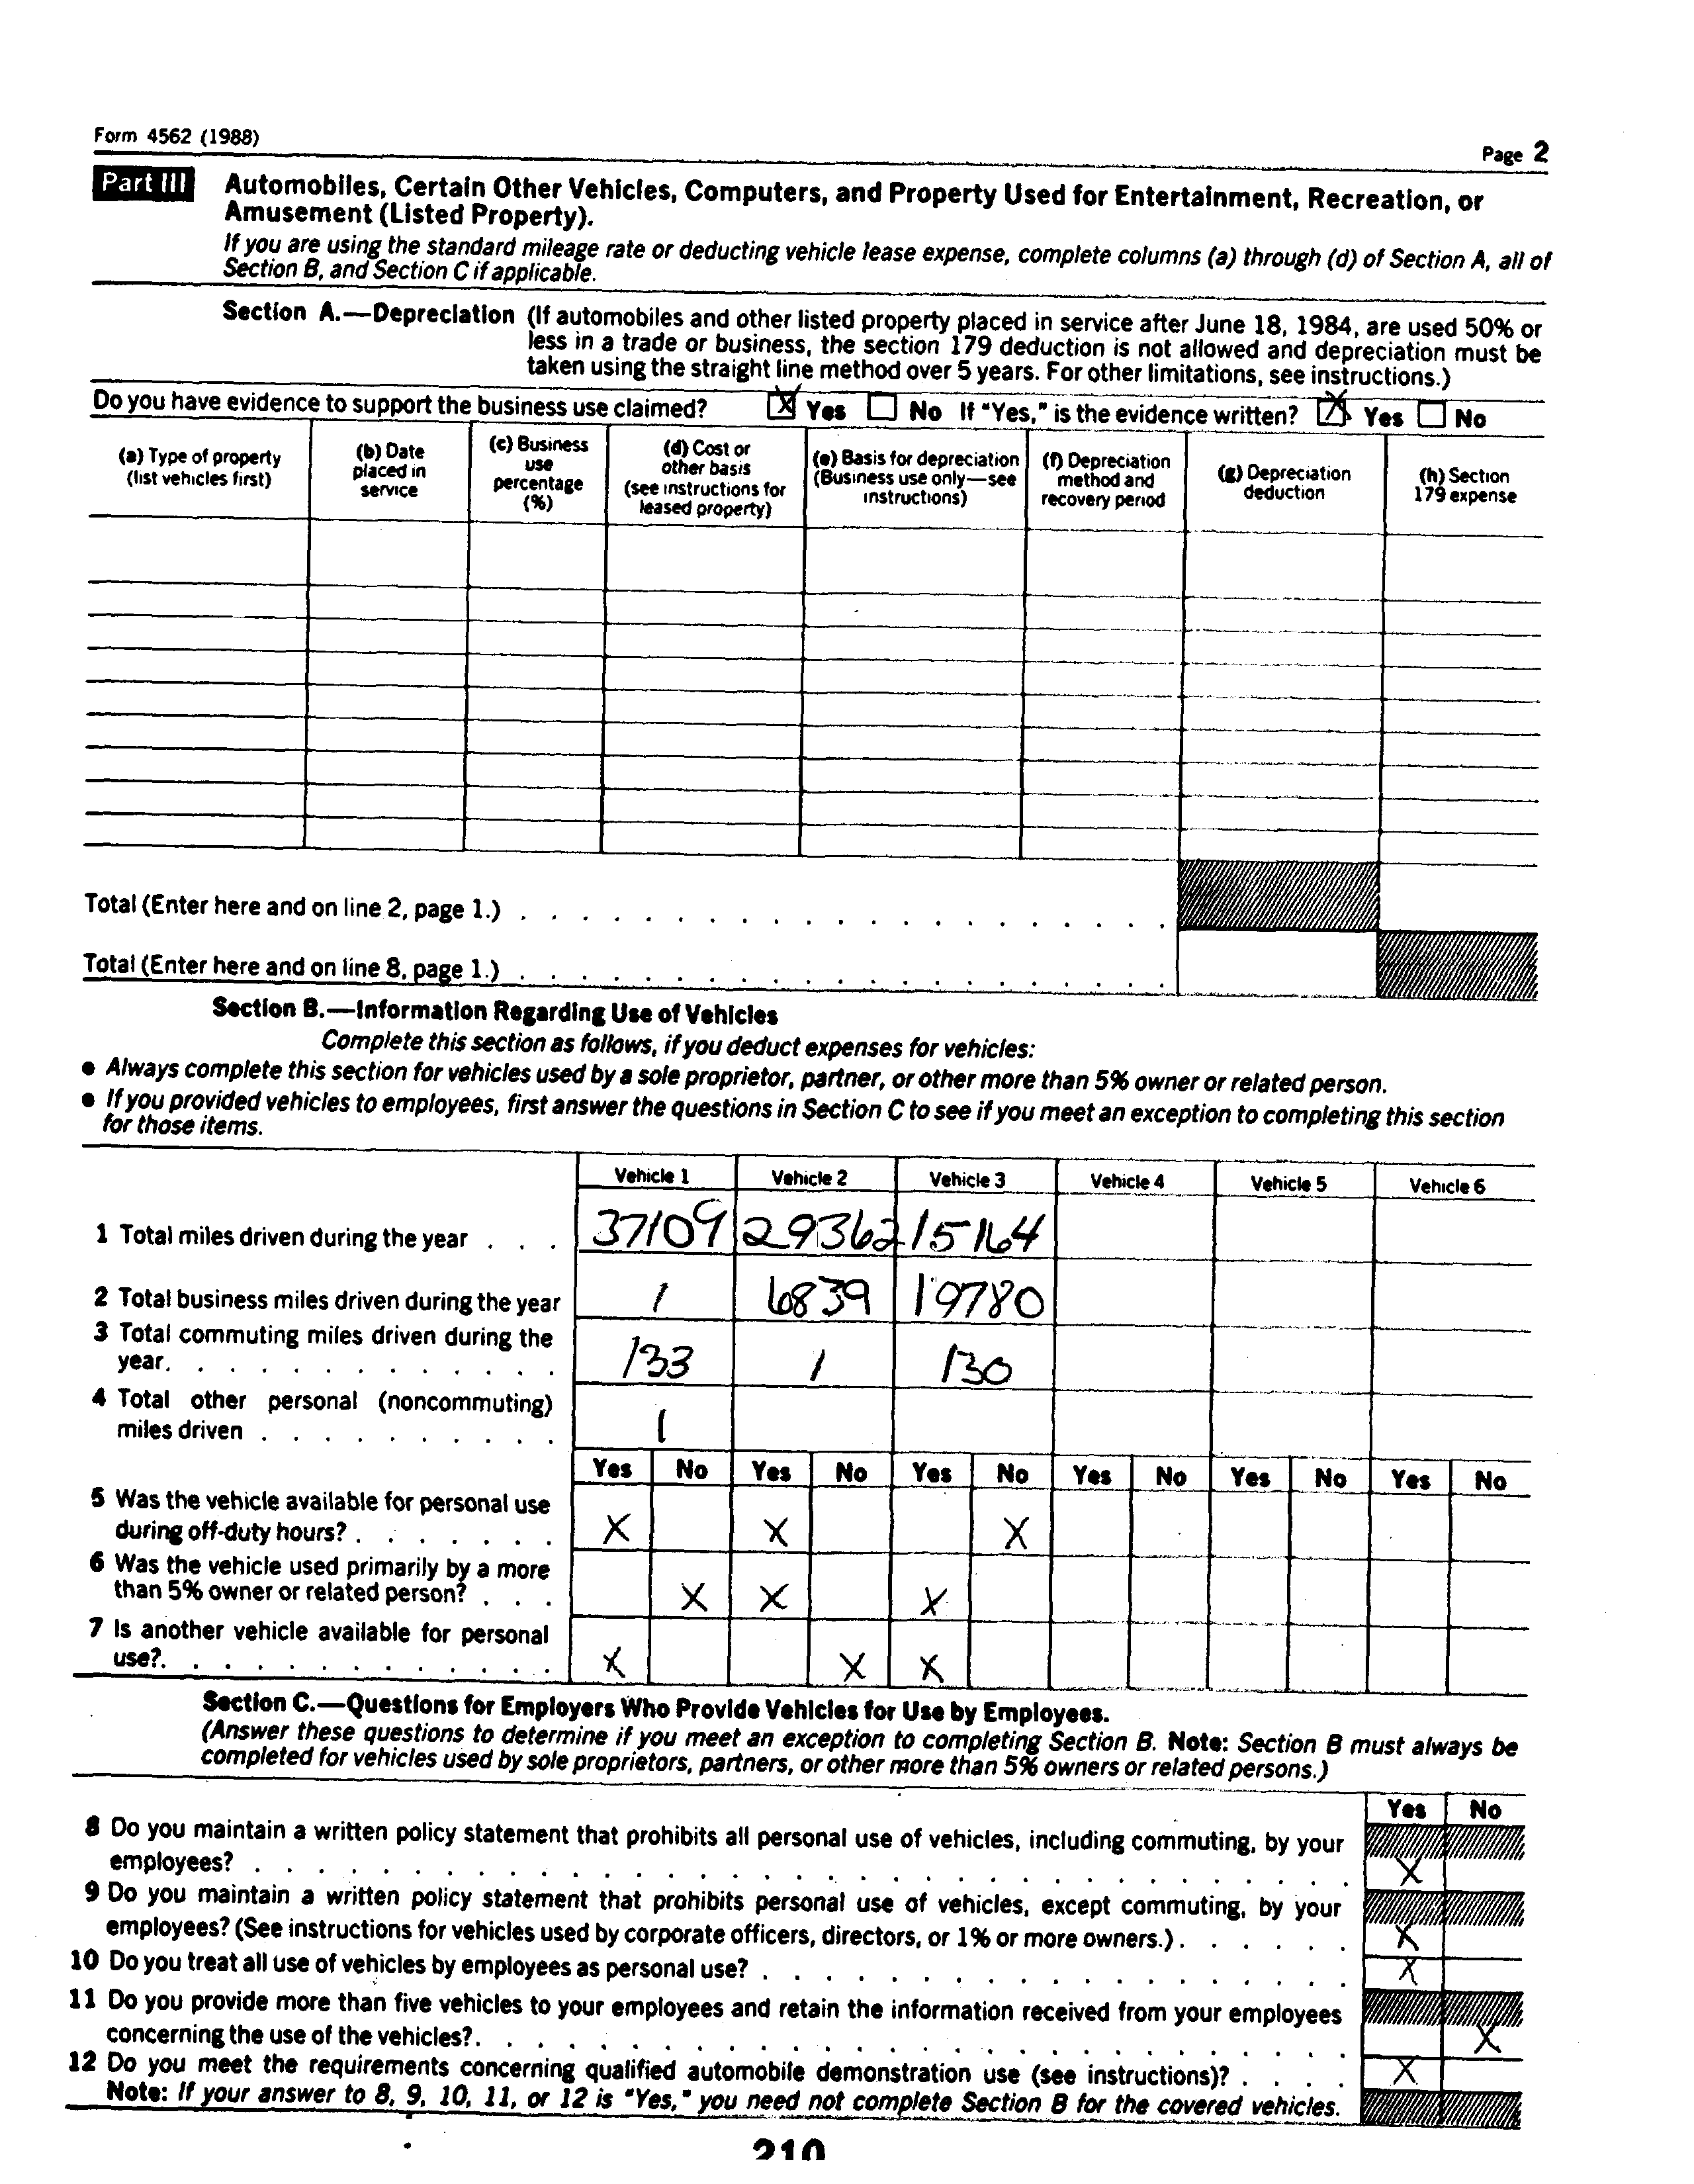 Form 4562 (1988)
Page 2
Part III Automobiles, Certain Other Vehicles, Computers, and Property Used for Entertainment, Recreation, or
Amusement (Listed Property).
If you are using the standard mileage rate or deducting vehicle lease expense, complete columns (a) through (d) of Section A, all of
Section B, and Section C if applicable.
Section A.—Depreciation (If automobiles and other listed property placed in service after June 18, 1984, are used 50% or
less in a trade or business, the section 179 deduction is not allowed and depreciation must be
taken using the straight line method over 5 years. For other limitations, see instructions.)
Do you have evidence to support the business use claimed? X Yes No If "Yes," is the evidence written? X Yes No
(a) Type of property
(list vehicles first)
(b) Date
placed in
service
(c) Business
use
percentage
(%)
(d) Cost or
other basis
(see instructions for
leased property)
(e) Basis for depreciation
(Business use only—see
instructions)
(f) Depreciation
method and
recovery period
(g) Depreciation
deduction
(h) Section
179 expense
Total (Enter here and on line 2, page 1.) . . . . . . . . . . . . . . . . . . . . .
Total (Enter here and on line 8, page 1.) . . . . . . . . . . . . . . . . . . . . .
Section B.—Information Regarding Use of Vehicles
Complete this section as follows, if you deduct expenses for vehicles:
● Always complete this section for vehicles used by a sole proprietor, partner, or other more than 5% owner or related person.
● If you provided vehicles to employees, first answer the questions in Section C to see if you meet an exception to completing this section
for those items.
Vehicle 1 Vehicle 2 Vehicle 3 Vehicle 4 Vehicle 5 Vehicle 6
1 Total miles driven during the year . . . 37109 29362 15164
2 Total business miles driven during the year 1 6839 19780
3 Total commuting miles driven during the
year. . . . . . . . . . . . . 133 1 130
4 Total other personal (noncommuting)
miles driven . . . . . . . . . . 1
Yes No Yes No Yes No Yes No Yes No Yes No
5 Was the vehicle available for personal use
during off-duty hours? . . . . . . . X X X
6 Was the vehicle used primarily by a more
than 5% owner or related person? . . . X X X
7 Is another vehicle available for personal
use?. . . . . . . . . . . . . X X X
Section C.—Questions for Employers Who Provide Vehicles for Use by Employees.
(Answer these questions to determine if you meet an exception to completing Section B. Note: Section B must always be
completed for vehicles used by sole proprietors, partners, or other more than 5% owners or related persons.)
Yes No
8 Do you maintain a written policy statement that prohibits all personal use of vehicles, including commuting, by your
employees? . . . . . . . . . . . . . . . . . . . . . . . . . . . . . . . . . . . X
9 Do you maintain a written policy statement that prohibits personal use of vehicles, except commuting, by your
employees? (See instructions for vehicles used by corporate officers, directors, or 1% or more owners.) . . . . . . X
10 Do you treat all use of vehicles by employees as personal use? . . . . . . . . . . . . . . . . . . . X
11 Do you provide more than five vehicles to your employees and retain the information received from your employees
concerning the use of the vehicles?. . . . . . . . . . . . . . . . . . . . . . . . . . . . X
12 Do you meet the requirements concerning qualified automobile demonstration use (see instructions)? . . . . X
Note: If your answer to 8, 9, 10, 11, or 12 is "Yes," you need not complete Section B for the covered vehicles.
210